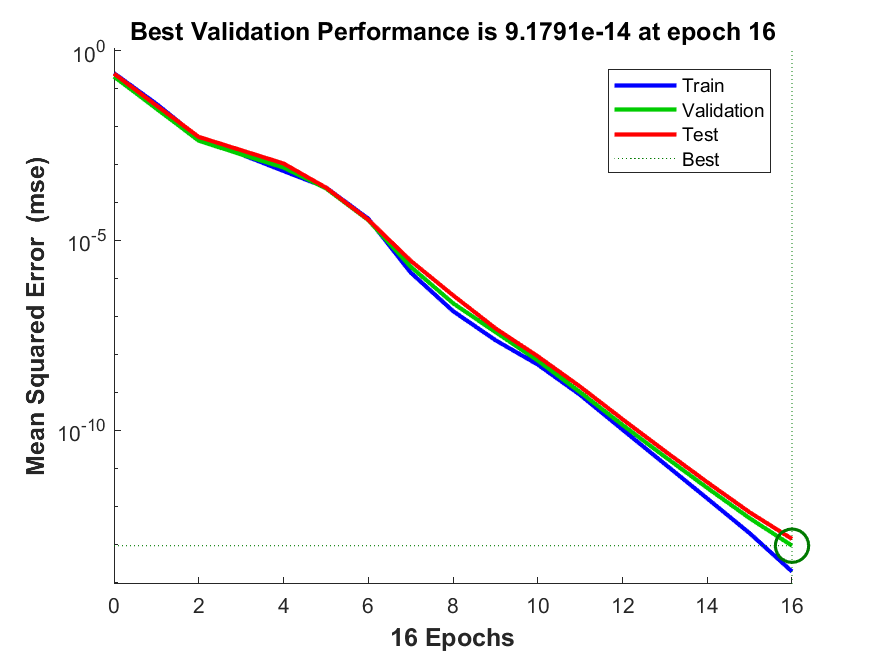 Best Validation Performance is 9.1791e-14 at epoch 16
Mean Squared Error (mse)
10^0
10^-5
10^-10
Train
Validation
Test
Best
0 2 4 6 8 10 12 14 16
16 Epochs